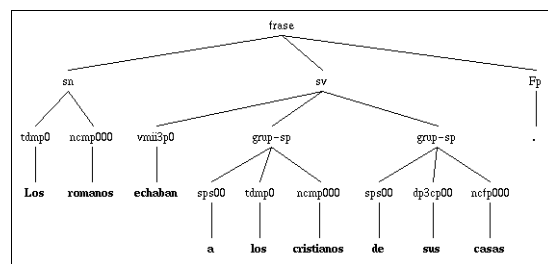 frase
sn sv Fp
tdmp0 ncmp000 vmii3p0 grup-sp grup-sp .
Los romanos echaban sps00 tdmp0 ncmp000 sps00 dp3cp00 ncfp000
a los cristianos de sus casas